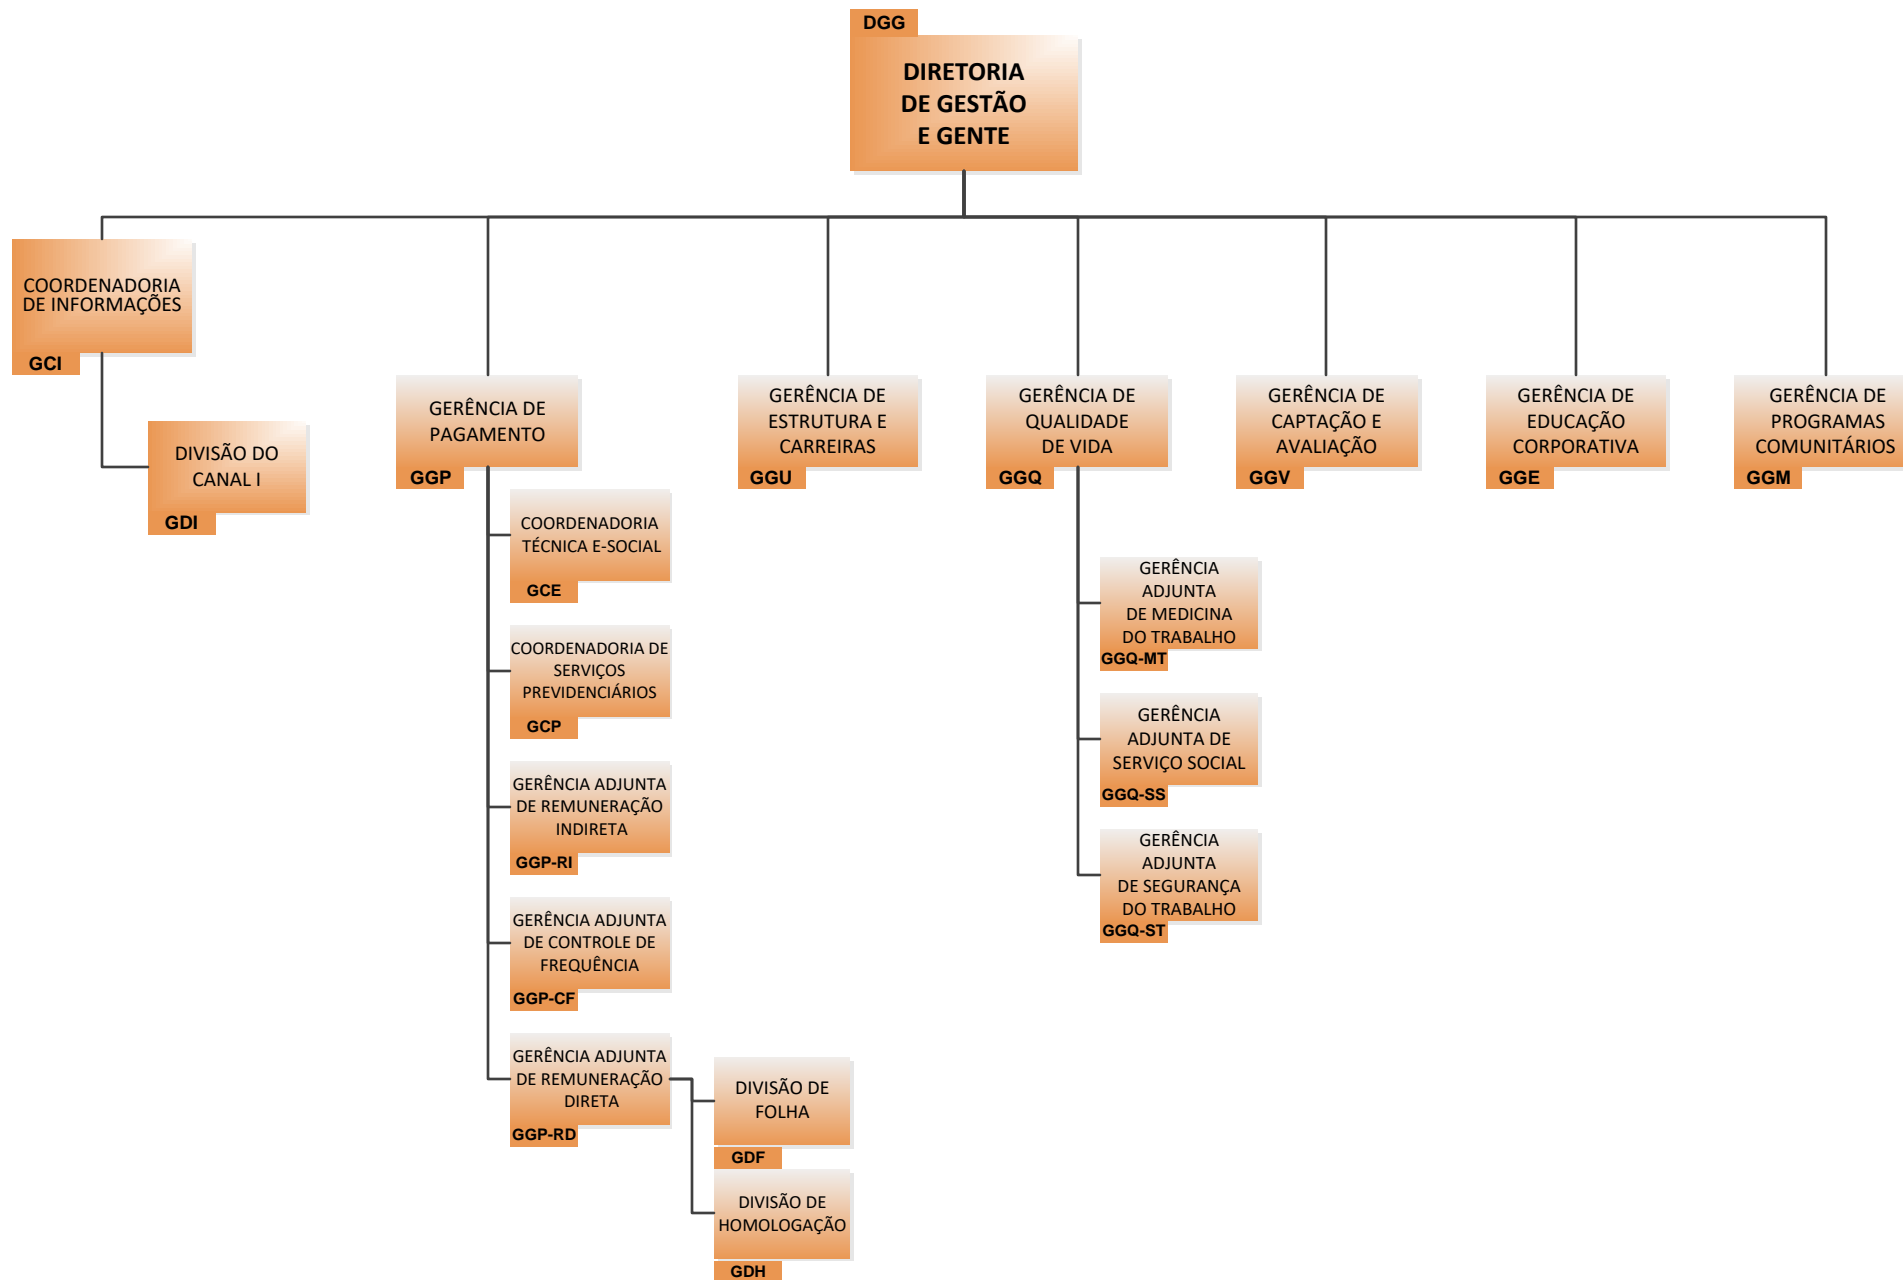 DGG
DIRETORIA
DE GESTÃO
E GENTE
COORDENADORIA
DE INFORMAÇÕES
GCI
DIVISÃO DO
CANAL I
GDI
GERÊNCIA DE
PAGAMENTO
GGP
COORDENADORIA
TÉCNICA E-SOCIAL
GCE
COORDENADORIA DE
SERVIÇOS
PREVIDENCIÁRIOS
GCP
GERÊNCIA ADJUNTA
DE REMUNERAÇÃO
INDIRETA
GGP-RI
GERÊNCIA ADJUNTA
DE CONTROLE DE
FREQUÊNCIA
GGP-CF
GERÊNCIA ADJUNTA
DE REMUNERAÇÃO
DIRETA
GGP-RD
DIVISÃO DE
FOLHA
GDF
DIVISÃO DE
HOMOLOGAÇÃO
GDH
GERÊNCIA DE
ESTRUTURA E
CARREIRAS
GGU
GERÊNCIA DE
QUALIDADE
DE VIDA
GGQ
GERÊNCIA
ADJUNTA
DE MEDICINA
DO TRABALHO
GGQ-MT
GERÊNCIA
ADJUNTA DE
SERVIÇO SOCIAL
GGQ-SS
GERÊNCIA
ADJUNTA
DE SEGURANÇA
DO TRABALHO
GGQ-ST
GERÊNCIA DE
CAPTAÇÃO E
AVALIAÇÃO
GGV
GERÊNCIA DE
EDUCAÇÃO
CORPORATIVA
GGE
GERÊNCIA DE
PROGRAMAS
COMUNITÁRIOS
GGM